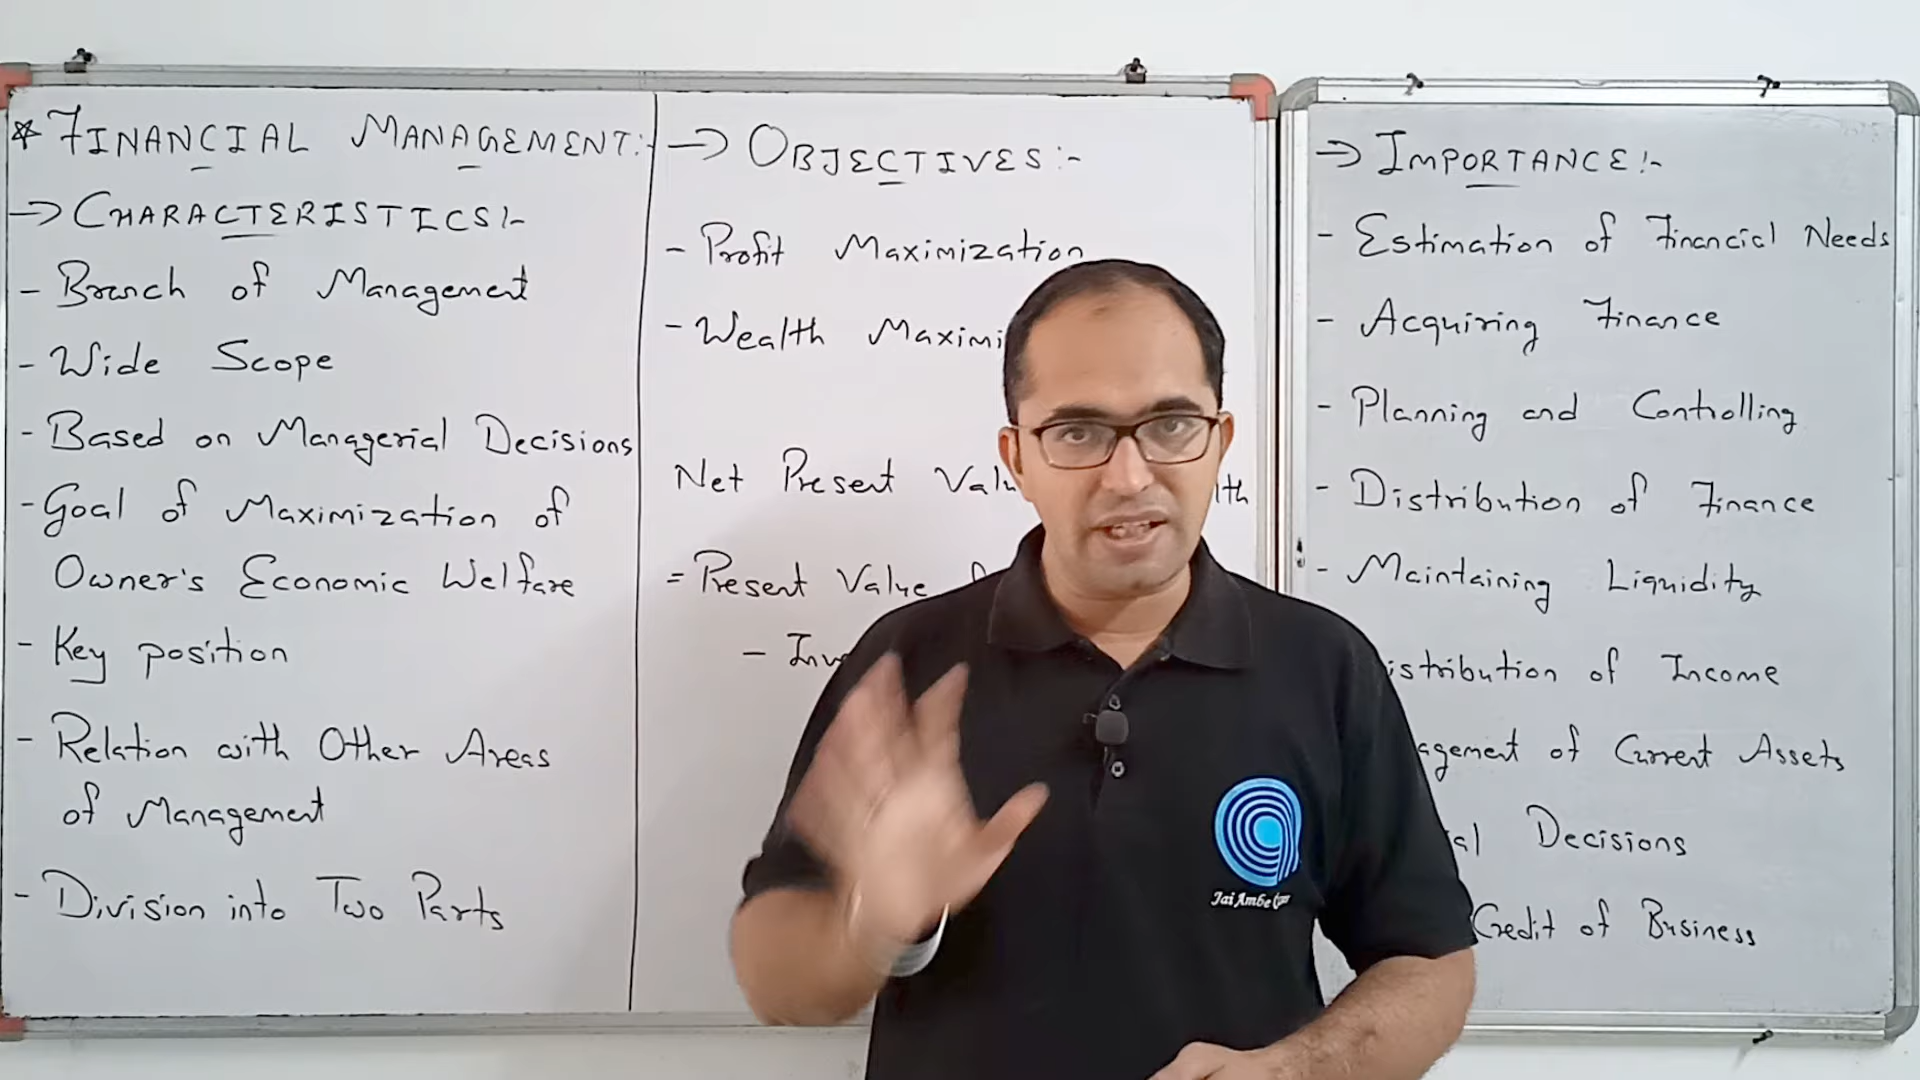 * FINANCIAL MANAGEMENT:-
→ CHARACTERISTICS:-
- Branch of Management
- Wide Scope
- Based on Managerial Decisions
- Goal of Maximization of
Owner's Economic Welfare
- Key position
- Relation with Other Areas
of Management
- Division into Two Parts
→ OBJECTIVES:-
- Profit Maximization
- Wealth
Net Present
= Present Value
→ IMPORTANCE:-
- Estimation of Financial Needs
- Acquiring Finance
- Planning and Controlling
- Distribution of Finance
- Maintaining Liquidity
of Income
of Current Assets
Decisions
Credit of Business
Jai Ambe